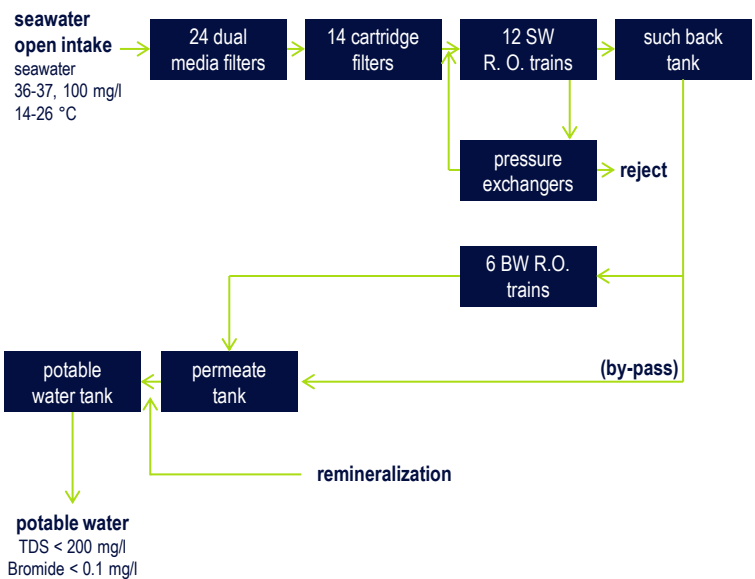 seawater
open intake
seawater
36-37, 100 mg/l
14-26 °C
24 dual
media filters
14 cartridge
filters
12 SW
R. O. trains
such back
tank
pressure
exchangers
reject
6 BW R.O.
trains
(by-pass)
permeate
tank
potable
water tank
remineralization
potable water
TDS < 200 mg/l
Bromide < 0.1 mg/l